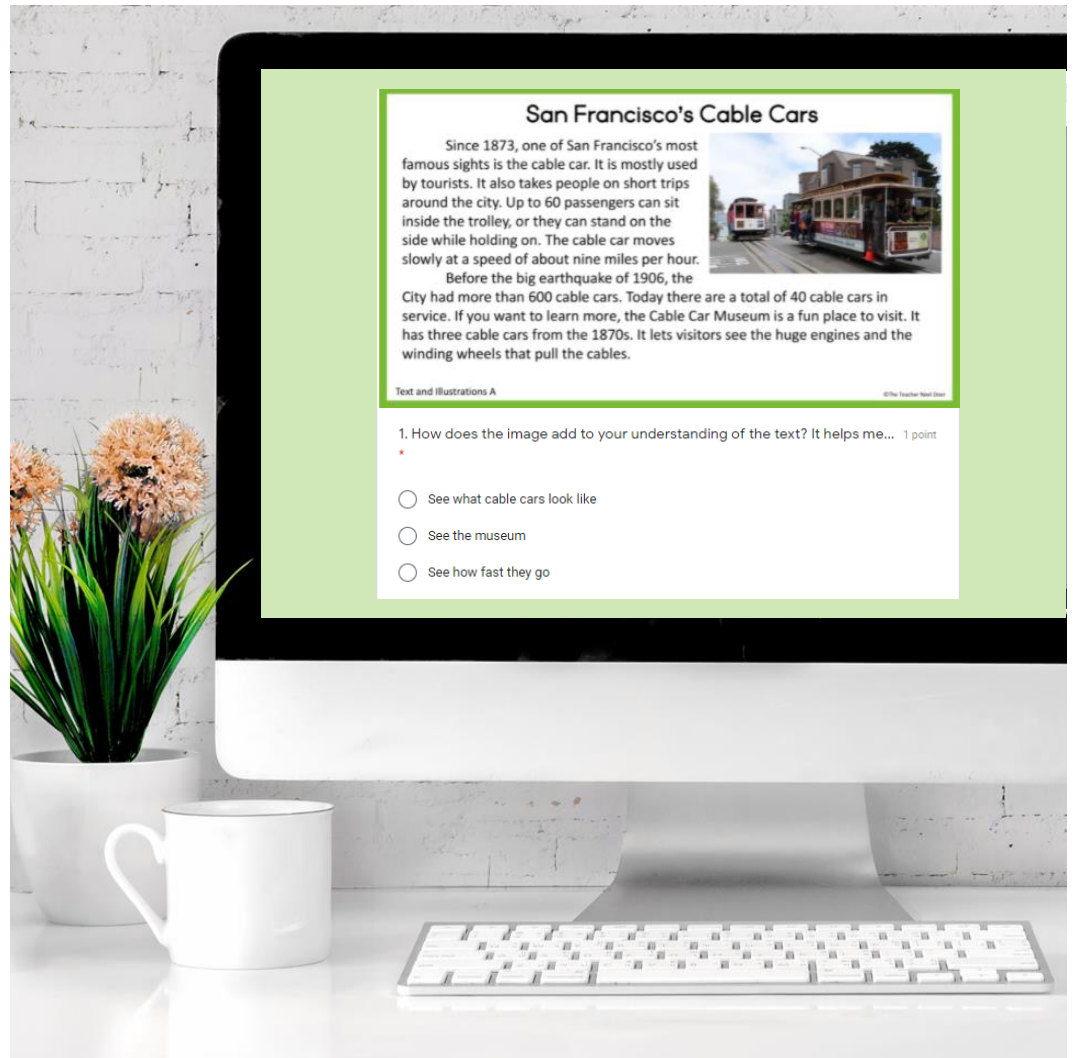 San Francisco's Cable Cars
Since 1873, one of San Francisco's most
famous sights is the cable car. It is mostly used
by tourists. It also takes people on short trips
around the city. Up to 60 passengers can sit
inside the trolley, or they can stand on the
side while holding on. The cable car moves
slowly at a speed of about nine miles per hour.
Before the big earthquake of 1906, the
City had more than 600 cable cars. Today there are a total of 40 cable cars in
service. If you want to learn more, the Cable Car Museum is a fun place to visit. It
has three cable cars from the 1870s. It lets visitors see the huge engines and the
winding wheels that pull the cables.
Text and Illustrations A
©The Teacher Next Door
1. How does the image add to your understanding of the text? It helps me... 1 point
*
See what cable cars look like
See the museum
See how fast they go